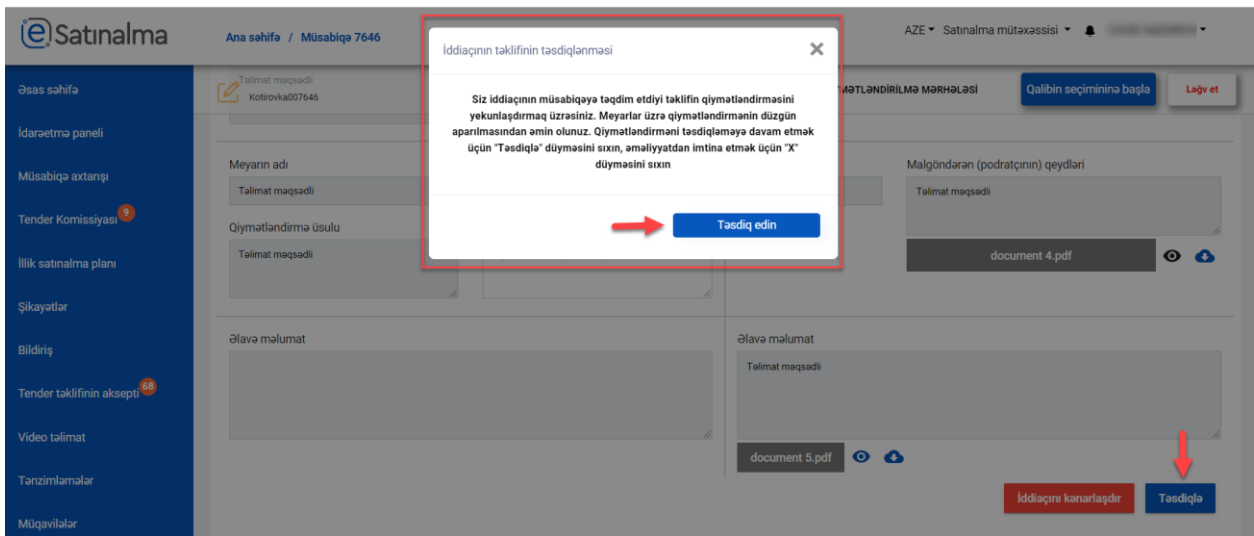 e Satınalma
Ana səhifə / Müsabiqə 7646
AZE Satınalma mütəxəssisi
Əsas səhifə
İdarəetmə paneli
Müsabiqə axtarışı
Tender Komissiyası 9
İllik satınalma planı
Şikayətlər
Bildiriş
Tender təklifinin aksepti 68
Video təlimat
Tənzimləmələr
Müqavilələr
Təlimat məqsədli
Kotirovka007646
MƏTLƏNDİRİLMƏ MƏRHƏLƏSİ
Qalibin seçimininə başla
Ləğv et
İddiaçının təklifinin təsdiqlənməsi
Siz iddiaçının müsabiqəyə təqdim etdiyi təklifin qiymətləndirməsini
yekunlaşdırmaq üzrəsiniz. Meyarlar üzrə qiymətləndirmənin düzgün
aparılmasından əmin olunuz. Qiymətləndirməni təsdiqləməyə davam etmək
üçün "Təsdiqlə" düyməsini sıxın, əməliyyatdan imtina etmək üçün "X"
düyməsini sıxın
Təsdiq edin
Meyarın adı
Təlimat məqsədli
Qiymətləndirmə üsulu
Təlimat məqsədli
Malgöndərən (podratçının) qeydləri
Təlimat məqsədli
document 4.pdf
Əlavə məlumat
Əlavə məlumat
Təlimat məqsədli
document 5.pdf
İddiaçını kənarlaşdır
Təsdiqlə